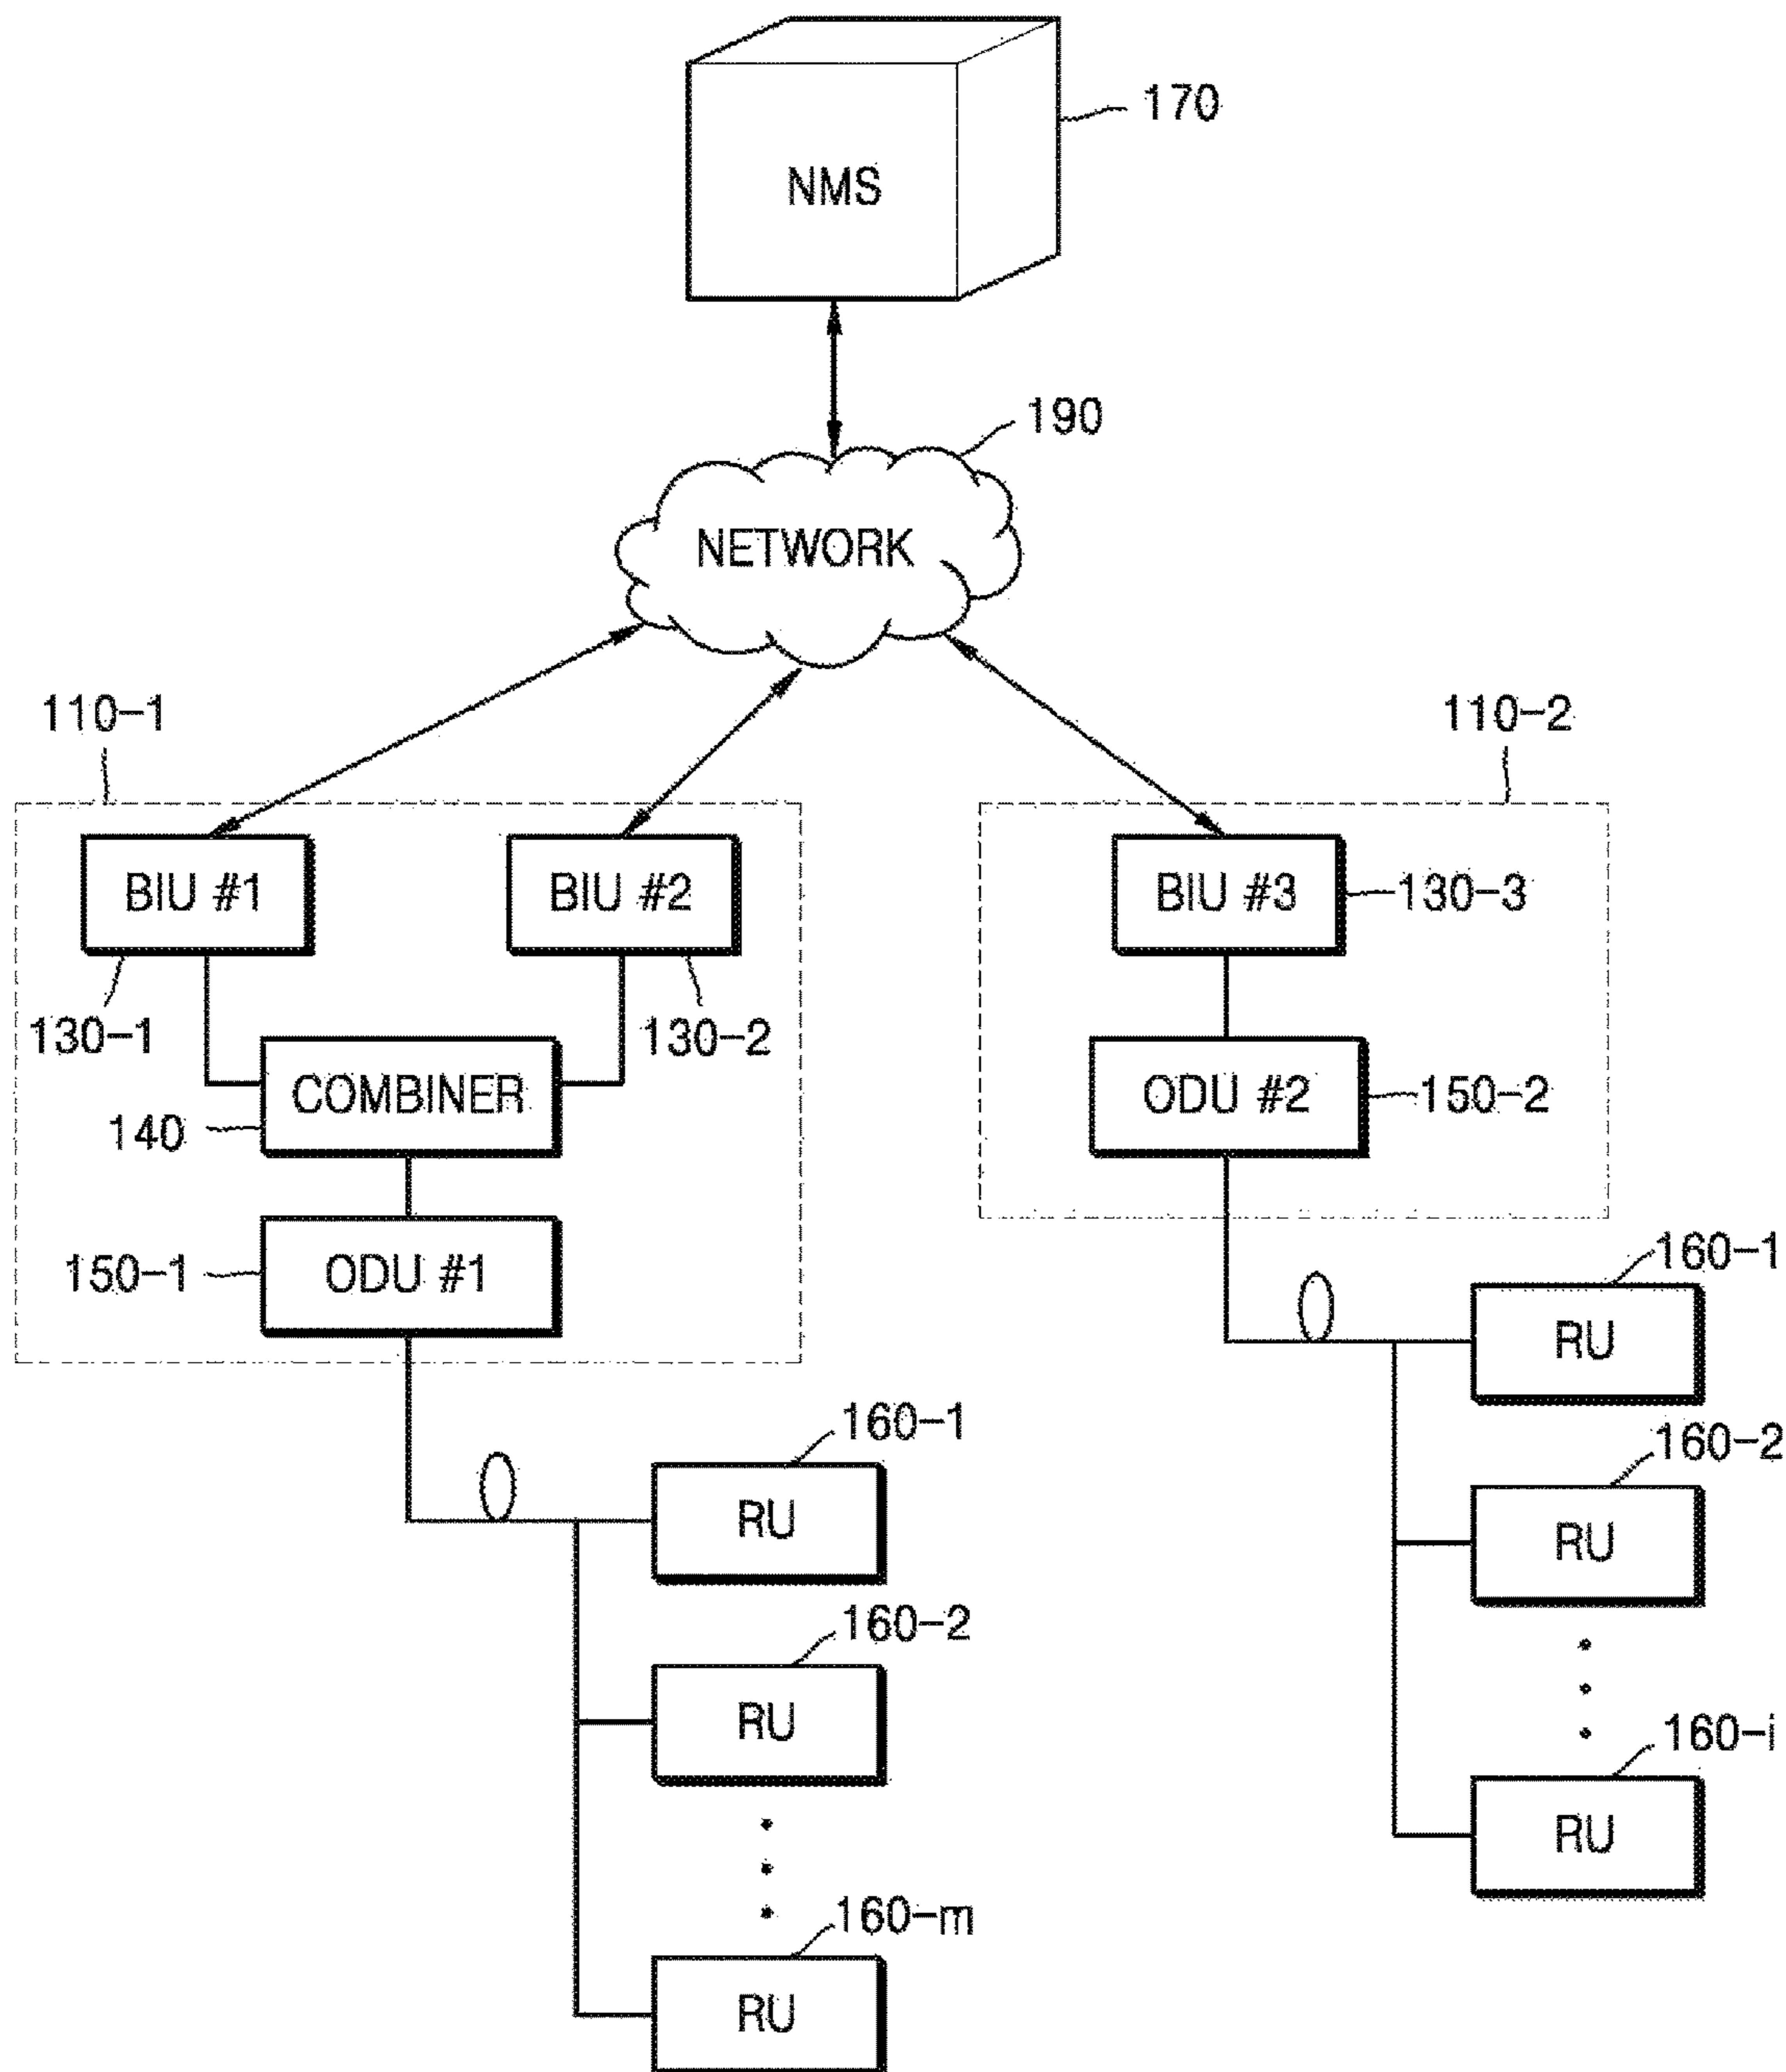 170
NMS
190
NETWORK
110-1
110-2
BIU #1
BIU #2
BIU #3
130-3
130-1
130-2
COMBINER
140
ODU #2
150-2
150-1
ODU #1
160-1
RU
160-1
RU
160-2
RU
160-2
RU
160-i
RU
160-m
RU